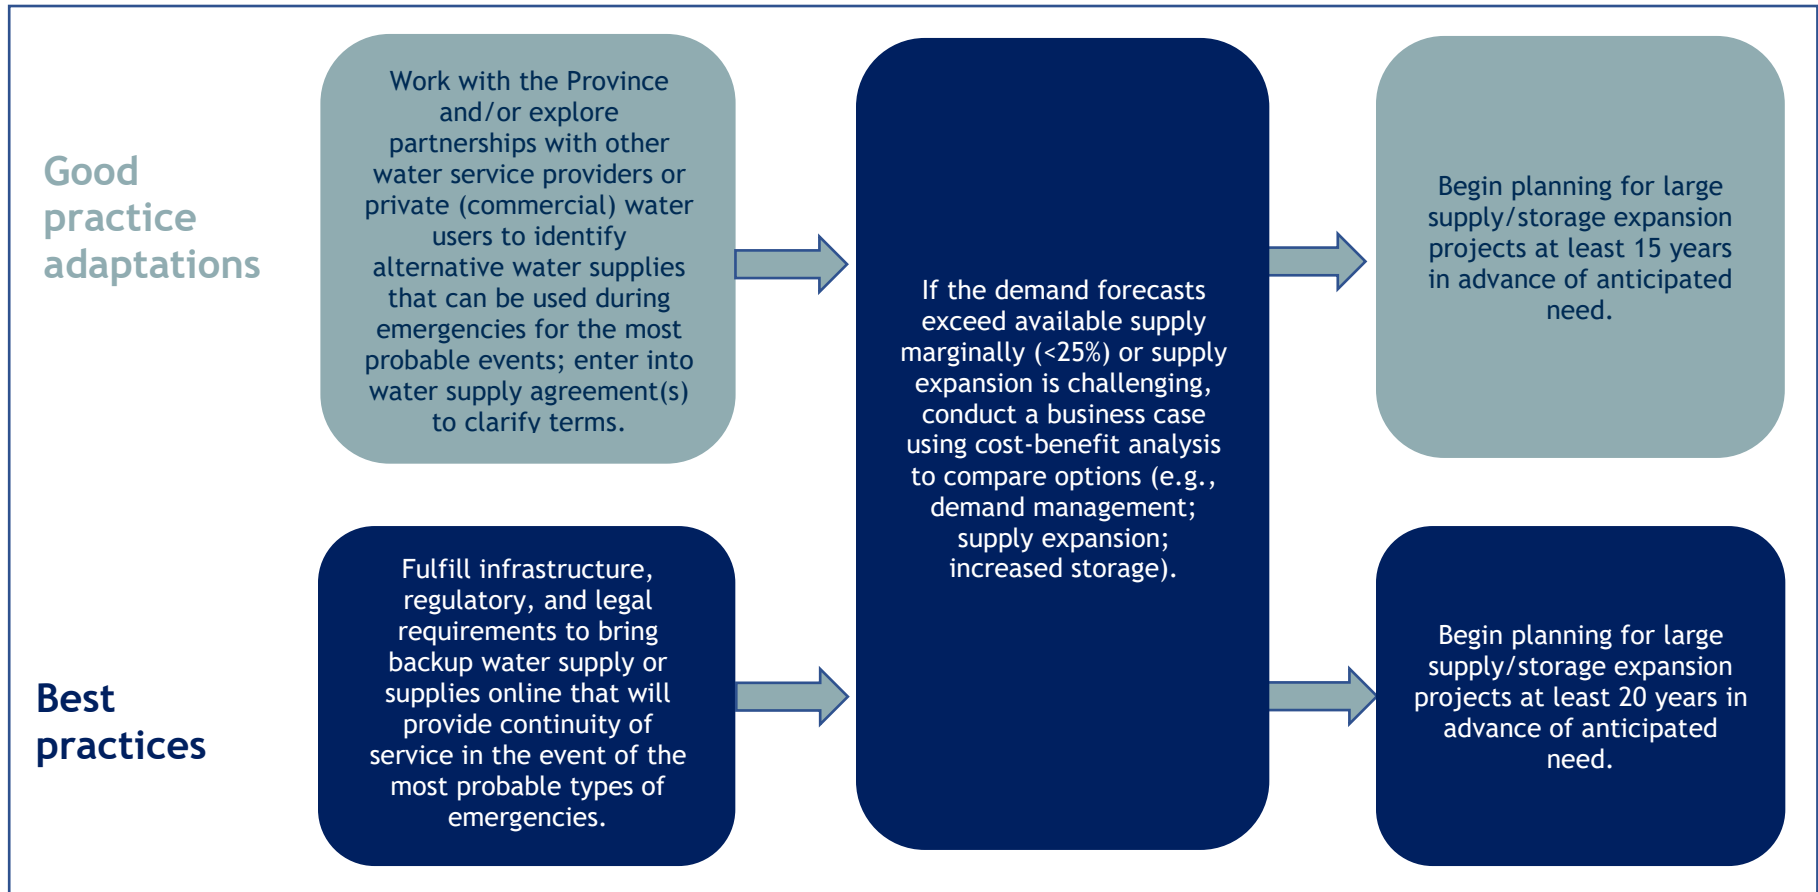 Good
practice
adaptations
Work with the Province
and/or explore
partnerships with other
water service providers or
private (commercial) water
users to identify
alternative water supplies
that can be used during
emergencies for the most
probable events; enter into
water supply agreement(s)
to clarify terms.
If the demand forecasts
exceed available supply
marginally (<25%) or supply
expansion is challenging,
conduct a business case
using cost-benefit analysis
to compare options (e.g.,
demand management;
supply expansion;
increased storage).
Begin planning for large
supply/storage expansion
projects at least 15 years
in advance of anticipated
need.
Best
practices
Fulfill infrastructure,
regulatory, and legal
requirements to bring
backup water supply or
supplies online that will
provide continuity of
service in the event of the
most probable types of
emergencies.
Begin planning for large
supply/storage expansion
projects at least 20 years in
advance of anticipated
need.